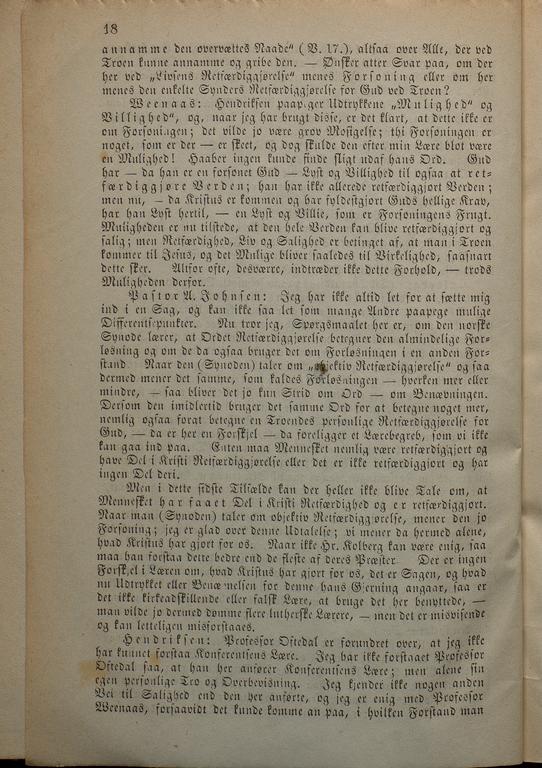 18
annamme den overvættes Naade“ (V. 17.), altsaa over Alle, der ved
Troen kunne annamme og gribe den. — Ønsker atter Svar paa, om der
her ved „Livsens Retfærdiggjørelse“ menes Forsoning eller om her
menes den enkelte Synders Retfærdiggjørelse for Gud ved Troen?
Weenaas: Hendriksen paapeger Udtrykkene „Mulighed“ og
Villighed“, og, naar jeg har brugt disse, er det klart, at dette ikke er
om Forsoningen; det vilde jo være grov Modsigelse; thi Forsoningen er
noget, som er der — er skeet, og dog skulde den efter min Lære blot være
en Mulighed! Haaber ingen kunde finde sligt udaf hans Ord. Gud
har — da han er en forsonet Gud — Lyst og Villighed til ogsaa at ret-
færdiggjøre Verden; han har ikke allerede retfærdiggjort Verden;
men nu, — da Kristus er kommen og har fyldestgjort Guds hellige Krav,
har han Lyst hertil, — en Lyst og Villie, som er Forsoningens Frugt.
Muligheden er nu tilstede, at den hele Verden kan blive retfærdiggjort og
salig; men Retfærdighed, Liv og Salighed er betinget af, at man i Troen
kommer til Jesus, og det Mulige bliver saaledes til Virkelighed, saasnart
dette sker. Altfor ofte, desværre, indtræder ikke dette Forhold, — trods
Muligheden derfor.
Pastor A. Johnsen: Jeg har ikke altid let for at sætte mig
ind i en Sag, og kan ikke saa let som mange Andre paapege mulige
Differentspunkter. Nu tror jeg, Spørgsmaalet her er, om den norske
Synode lærer, at Ordet Retfærdiggjørelse betegner den almindelige For-
løsning og om de da ogsaa bruger det om Forløsningen i en anden For-
stand. Naar den (Synoden) taler om „objektiv Retfærdiggjørelse“ og saa
dermed mener det samme, som kaldes Forløsningen — hverken mer eller
mindre, — saa bliver det jo kun Strid om Ord — om Benævningen.
Dersom den imidlertid bruger det samme Ord for at betegne noget mer,
nemlig ogsaa forat betegne en Troendes personlige Retfærdiggjørelse for
Gud, — da er her en Forskjel — da foreligger et Lærebegreb, som vi ikke
kan gaa ind paa. Enten maa Mennesket nemlig være retfærdiggjort og
have Del i Kristi Retfærdiggjørelse eller det er ikke retfærdiggjort og har
ingen Del deri.
Men i dette sidste Tilfælde kan der heller ikke blive Tale om, at
Mennesket har faaet Del i Kristi Retfærdighed og er retfærdiggjort.
Naar man (Synoden) taler om objektiv Retfærdiggjørelse, mener den jo
Forsoning; jeg er glad over denne Udtalelse; vi mener da hermed alene,
hvad Kristus har gjort for os. Naar ikke Hr. Kolberg kan være enig, saa
maa han forstaa dette bedre end de fleste af deres Præster. Der er ingen
Forskjel i Læren om, hvad Kristus har gjort for os, det er Sagen, og hvad
nu Udtrykket eller Benævnelsen for denne hans Gjerning angaar, saa er
det ikke kirkeadskillende eller falsk Lære, at bruge det her benyttede, —
man vilde jo dermed dømme flere lutherske Lærere, — men det er misvisende
og kan letteligen misforstaaes.
Hendriksen: Professor Oftedal er forundret over, at jeg ikke
har kunnet forstaa Konferentsens Lære. Jeg har ikke forstaaet Professor
Oftedal saa, at han her anfører Konferentsens Lære; men alene sin
egen personlige Tro og Overbevisning. Jeg kjender ikke nogen anden
Vei til Salighed end den her anførte, og jeg er enig med Professor
Weenaas, forsaavidt det kunde komme an paa, i hvilken Forstand man